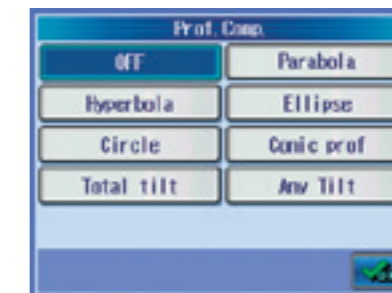 Prof. Comp.
OFF Parabola
Hyperbola Ellipse
Circle Conic prof
Total tilt Any Tilt